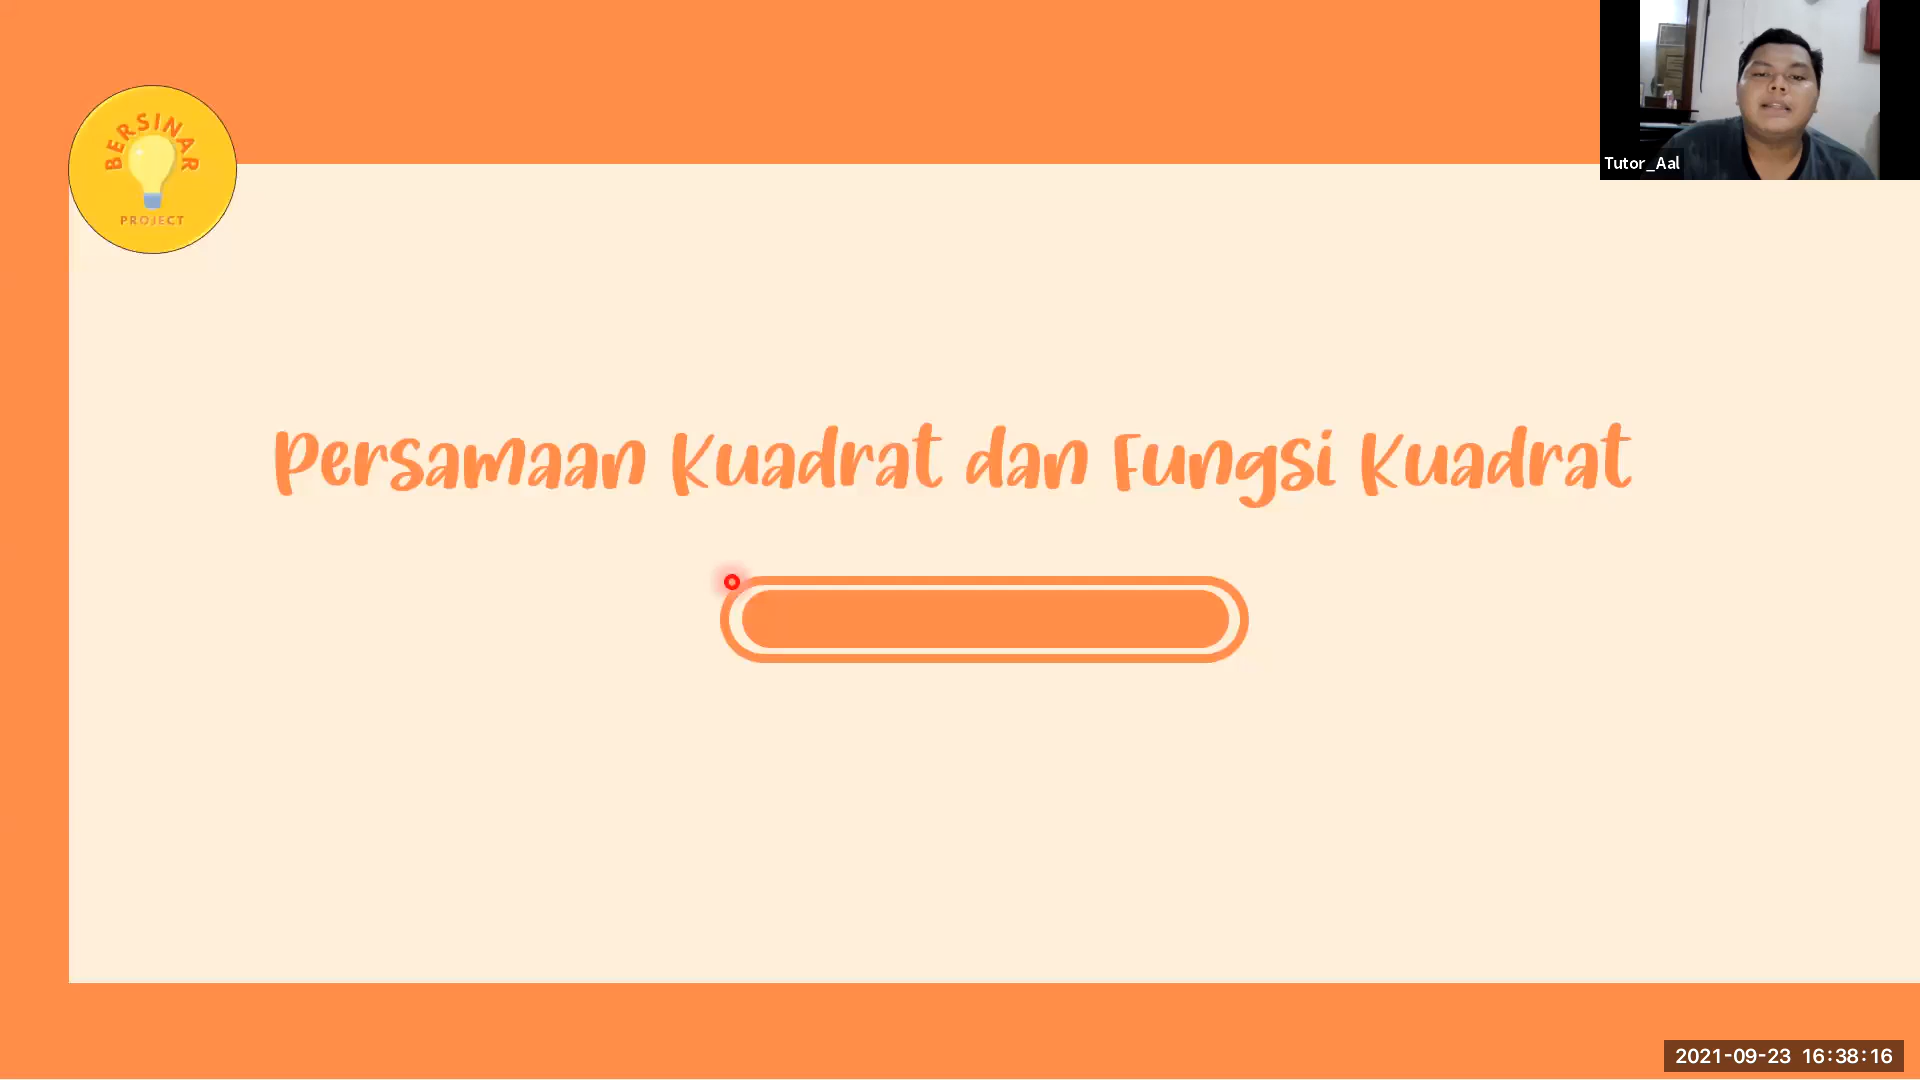 BERSINAR
PROJECT
Tutor_Aal
Persamaan Kuadrat dan Fungsi Kuadrat
2021-09-23 16:38:16